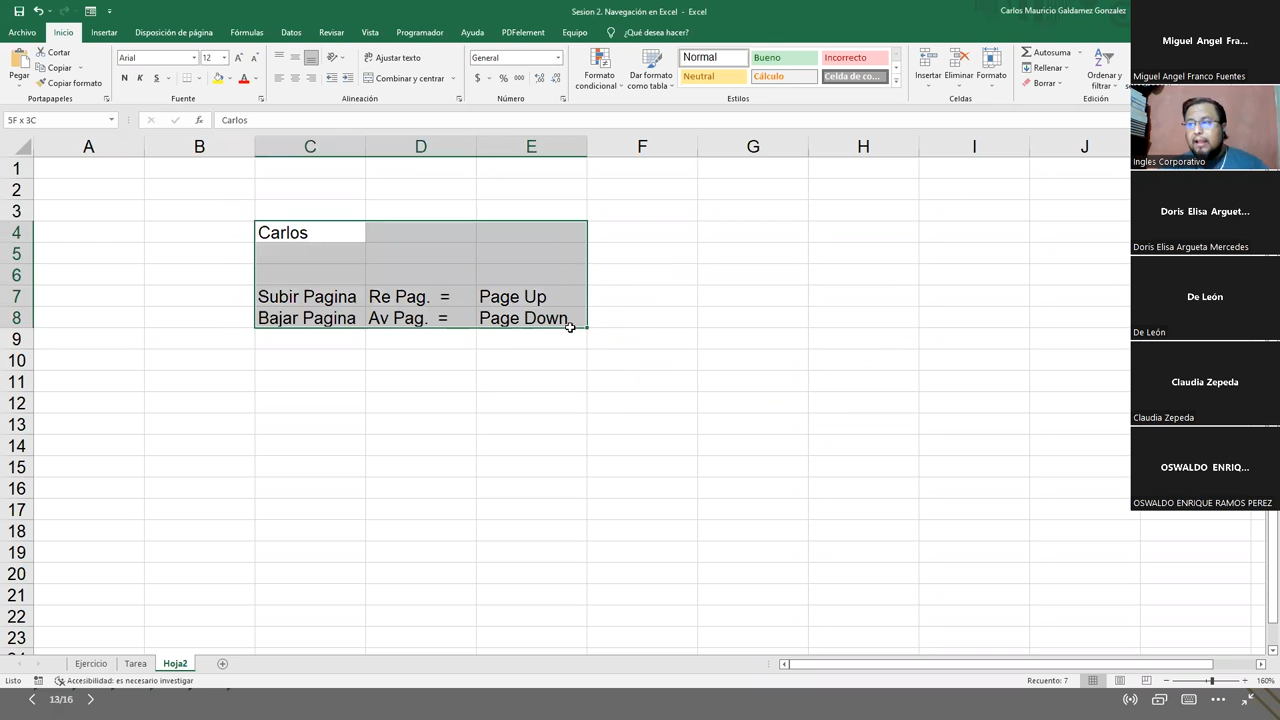 Sesion 2. Navegación en Excel - Excel
Carlos Mauricio Galdamez Gonzalez
Archivo Inicio Insertar Disposición de página Fórmulas Datos Revisar Vista Programador Ayuda PDFelement Equipo ¿Qué desea hacer?
Pegar
Cortar
Copiar
Copiar formato
Portapapeles
Arial 12
N K S
Fuente
Ajustar texto
Combinar y centrar
Alineación
General
Número
Formato condicional
Dar formato como tabla
Normal Bueno Incorrecto
Neutral Cálculo Celda de co...
Estilos
Insertar Eliminar Formato
Celdas
Autosuma
Rellenar
Borrar
Ordenar y filtrar
Edición
5F x 3C
fx
Carlos
A B C D E F G H I J
1
2
3
4 Carlos
5
6
7 Subir Pagina Re Pag. = Page Up
8 Bajar Pagina Av Pag. = Page Down
9
10
11
12
13
14
15
16
17
18
19
20
21
22
23
Ejercicio Tarea Hoja2
Listo
Accesibilidad: es necesario investigar
Recuento: 7
160%
13/16
Miguel Angel Fra...
Miguel Angel Franco Fuentes
Ingles Corporativo
Doris Elisa Arguet...
Doris Elisa Argueta Mercedes
De León
De León
Claudia Zepeda
Claudia Zepeda
OSWALDO ENRIQ...
OSWALDO ENRIQUE RAMOS PEREZ